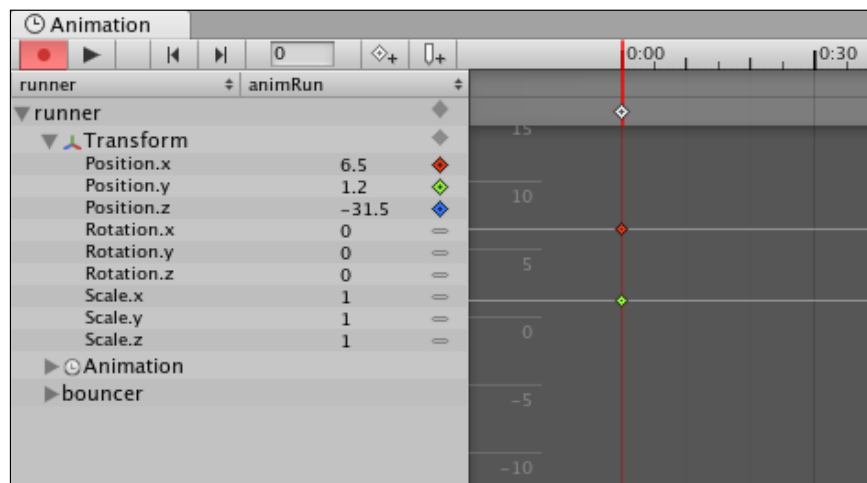 Animation
0 0:00 0:30
runner animRun
runner
Transform
Position.x 6.5
Position.y 1.2
Position.z -31.5
Rotation.x 0
Rotation.y 0
Rotation.z 0
Scale.x 1
Scale.y 1
Scale.z 1
Animation
bouncer
15
10
5
0
-5
-10